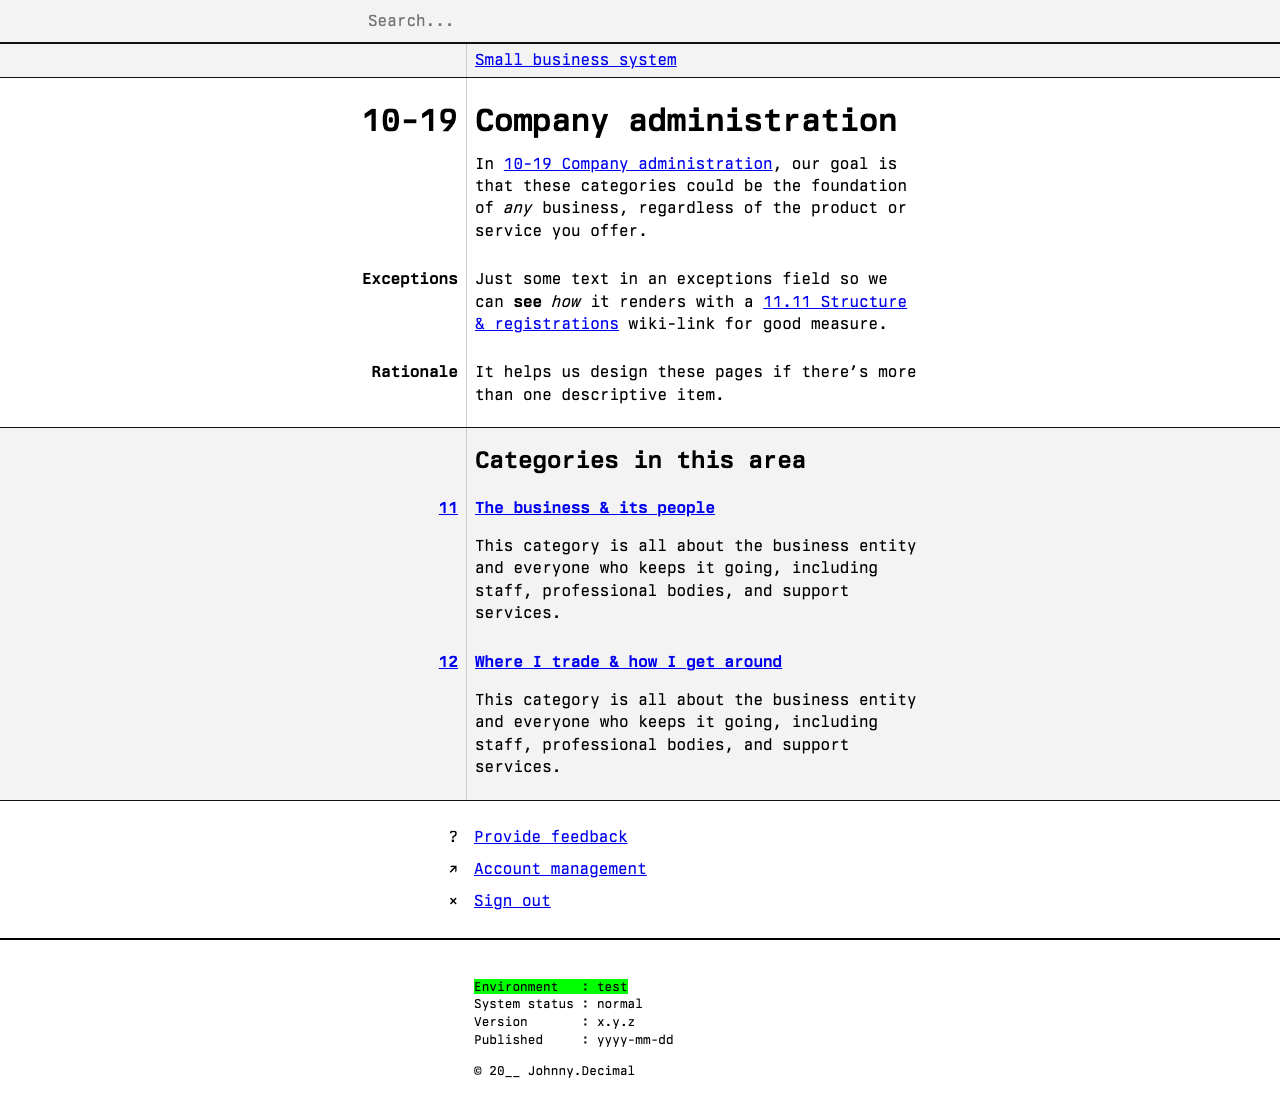 Search...
Small business system
10-19 Company administration
In 10-19 Company administration, our goal is
that these categories could be the foundation
of any business, regardless of the product or
service you offer.
Exceptions Just some text in an exceptions field so we
can see how it renders with a 11.11 Structure
& registrations wiki-link for good measure.
Rationale It helps us design these pages if there’s more
than one descriptive item.
Categories in this area
11 The business & its people
This category is all about the business entity
and everyone who keeps it going, including
staff, professional bodies, and support
services.
12 Where I trade & how I get around
This category is all about the business entity
and everyone who keeps it going, including
staff, professional bodies, and support
services.
? Provide feedback
↗ Account management
× Sign out
Environment : test
System status : normal
Version : x.y.z
Published : yyyy-mm-dd
© 20__ Johnny.Decimal